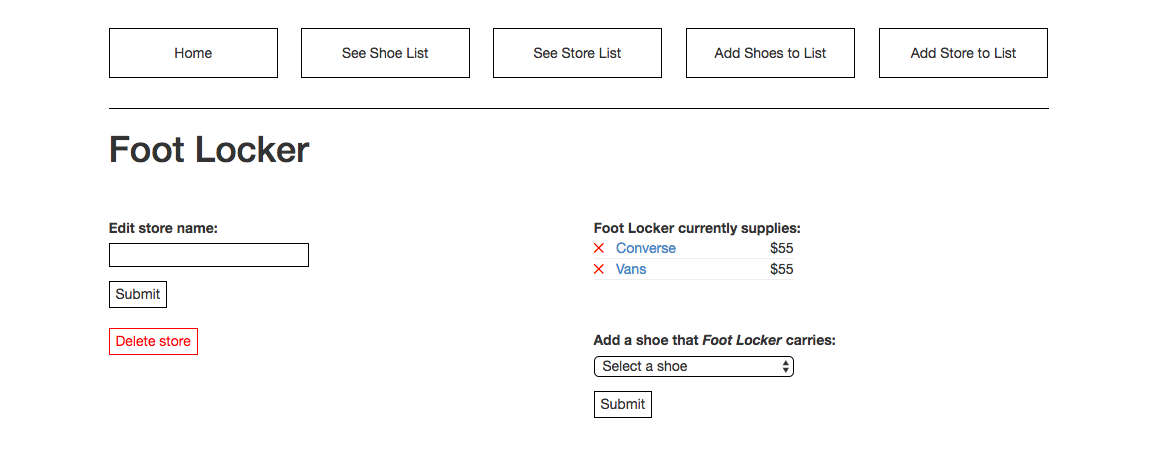 Home
See Shoe List
See Store List
Add Shoes to List
Add Store to List
Foot Locker
Edit store name:
Submit
Delete store
Foot Locker currently supplies:
Converse $55
Vans $55
Add a shoe that Foot Locker carries:
Select a shoe
Submit